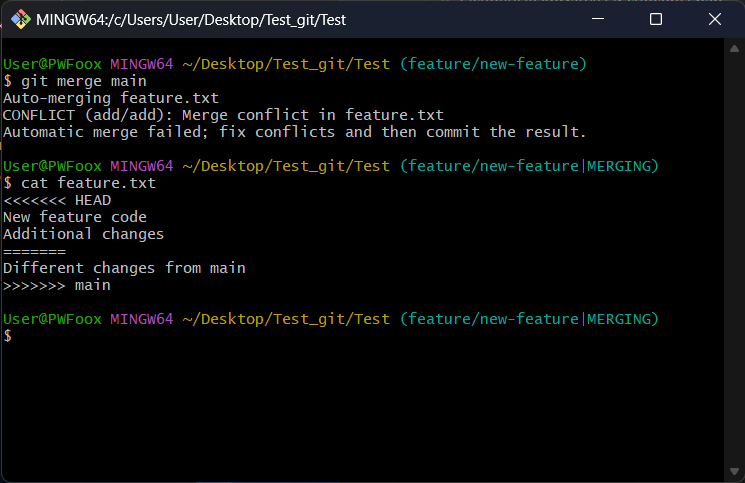 MINGW64:/c/Users/User/Desktop/Test_git/Test
User@PWFoox MINGW64 ~/Desktop/Test_git/Test (feature/new-feature)
$ git merge main
Auto-merging feature.txt
CONFLICT (add/add): Merge conflict in feature.txt
Automatic merge failed; fix conflicts and then commit the result.
User@PWFoox MINGW64 ~/Desktop/Test_git/Test (feature/new-feature|MERGING)
$ cat feature.txt
<<<<<<< HEAD
New feature code
Additional changes
=======
Different changes from main
>>>>>>> main
User@PWFoox MINGW64 ~/Desktop/Test_git/Test (feature/new-feature|MERGING)
$